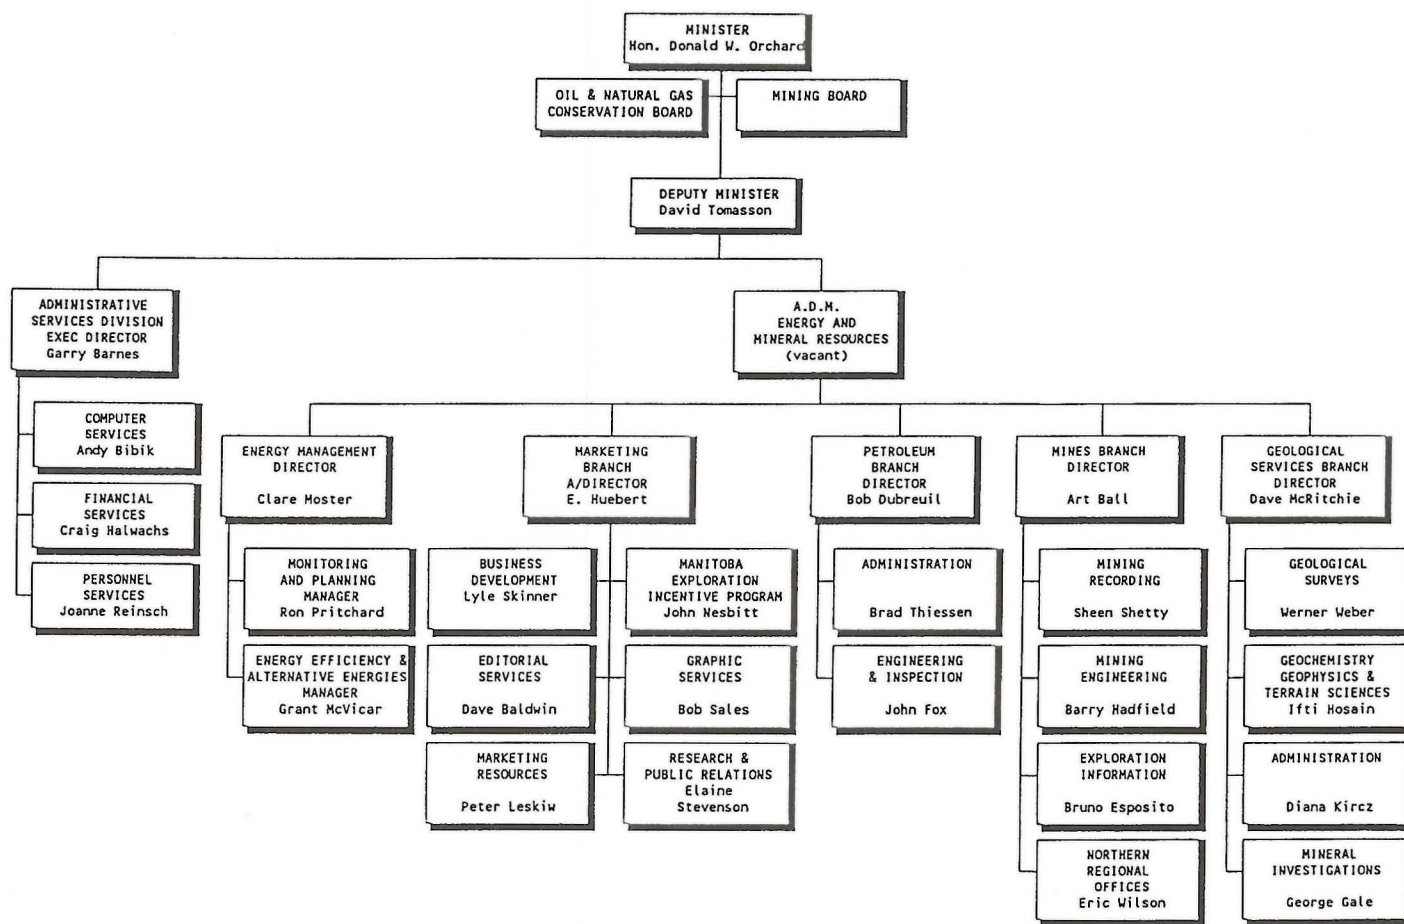 MINISTER
Hon. Donald W. Orchard
OIL & NATURAL GAS
CONSERVATION BOARD
MINING BOARD
DEPUTY MINISTER
David Tomasson
ADMINISTRATIVE
SERVICES DIVISION
EXEC DIRECTOR
Garry Barnes
A.D.M.
ENERGY AND
MINERAL RESOURCES
(vacant)
COMPUTER
SERVICES
Andy Bibik
FINANCIAL
SERVICES
Craig Halwachs
PERSONNEL
SERVICES
Joanne Reinsch
ENERGY MANAGEMENT
DIRECTOR
Clare Moster
MONITORING
AND PLANNING
MANAGER
Ron Pritchard
ENERGY EFFICIENCY &
ALTERNATIVE ENERGIES
MANAGER
Grant McVicar
MARKETING
BRANCH
A/DIRECTOR
E. Huebert
BUSINESS
DEVELOPMENT
Lyle Skinner
MANITOBA
EXPLORATION
INCENTIVE PROGRAM
John Nesbitt
EDITORIAL
SERVICES
Dave Baldwin
GRAPHIC
SERVICES
Bob Sales
MARKETING
RESOURCES
Peter Leskiw
RESEARCH &
PUBLIC RELATIONS
Elaine
Stevenson
PETROLEUM
BRANCH
DIRECTOR
Bob Dubreuil
ADMINISTRATION
Brad Thiessen
ENGINEERING
& INSPECTION
John Fox
MINES BRANCH
DIRECTOR
Art Ball
MINING
RECORDING
Sheen Shetty
MINING
ENGINEERING
Barry Hadfield
EXPLORATION
INFORMATION
Bruno Esposito
NORTHERN
REGIONAL
OFFICES
Eric Wilson
GEOLOGICAL
SERVICES BRANCH
DIRECTOR
Dave McRitchie
GEOLOGICAL
SURVEYS
Werner Weber
GEOCHEMISTRY
GEOPHYSICS &
TERRAIN SCIENCES
Ifti Hosain
ADMINISTRATION
Diana Kircz
MINERAL
INVESTIGATIONS
George Gale